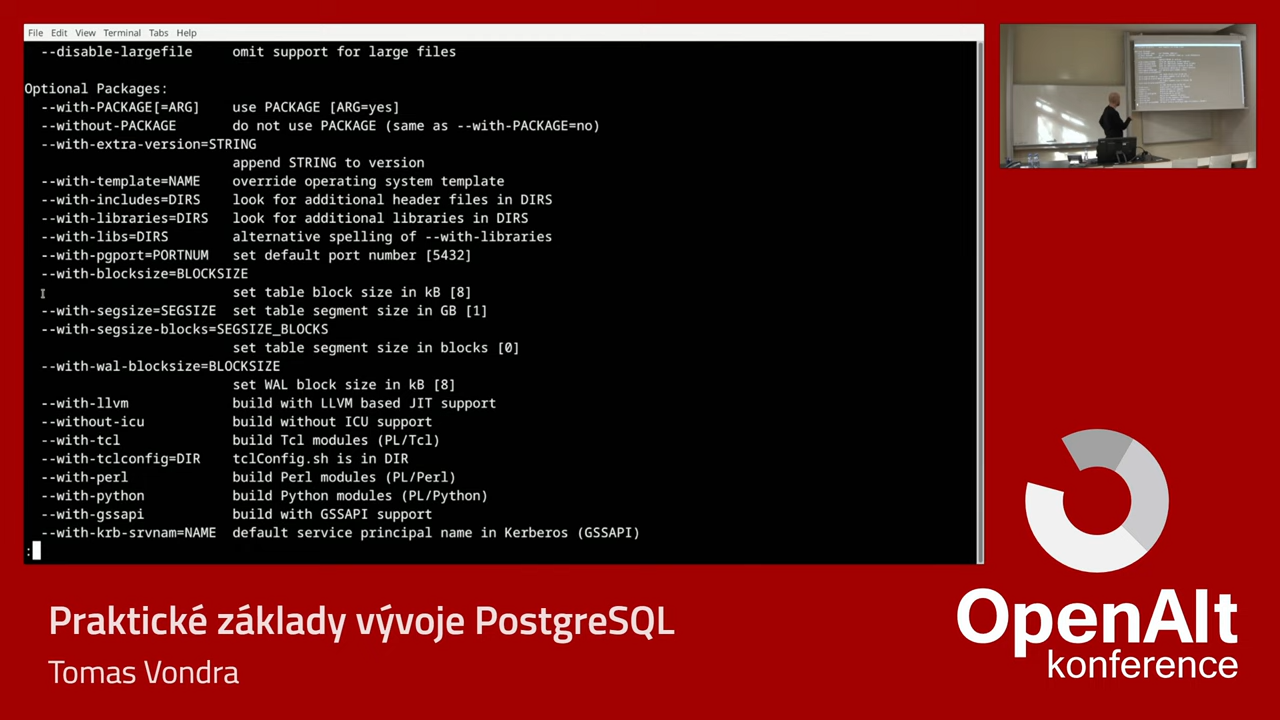 File Edit View Terminal Tabs Help
--disable-largefile omit support for large files
Optional Packages:
--with-PACKAGE[=ARG] use PACKAGE [ARG=yes]
--without-PACKAGE do not use PACKAGE (same as --with-PACKAGE=no)
--with-extra-version=STRING
append STRING to version
--with-template=NAME override operating system template
--with-includes=DIRS look for additional header files in DIRS
--with-libraries=DIRS look for additional libraries in DIRS
--with-libs=DIRS alternative spelling of --with-libraries
--with-pgport=PORTNUM set default port number [5432]
--with-blocksize=BLOCKSIZE
set table block size in kB [8]
--with-segsize=SEGSIZE set table segment size in GB [1]
--with-segsize-blocks=SEGSIZE_BLOCKS
set table segment size in blocks [0]
--with-wal-blocksize=BLOCKSIZE
set WAL block size in kB [8]
--with-llvm build with LLVM based JIT support
--without-icu build without ICU support
--with-tcl build Tcl modules (PL/Tcl)
--with-tclconfig=DIR tclConfig.sh is in DIR
--with-perl build Perl modules (PL/Perl)
--with-python build Python modules (PL/Python)
--with-gssapi build with GSSAPI support
--with-krb-srvnam=NAME default service principal name in Kerberos (GSSAPI)
:
Praktické základy vývoje PostgreSQL
Tomas Vondra
OpenAlt
konference